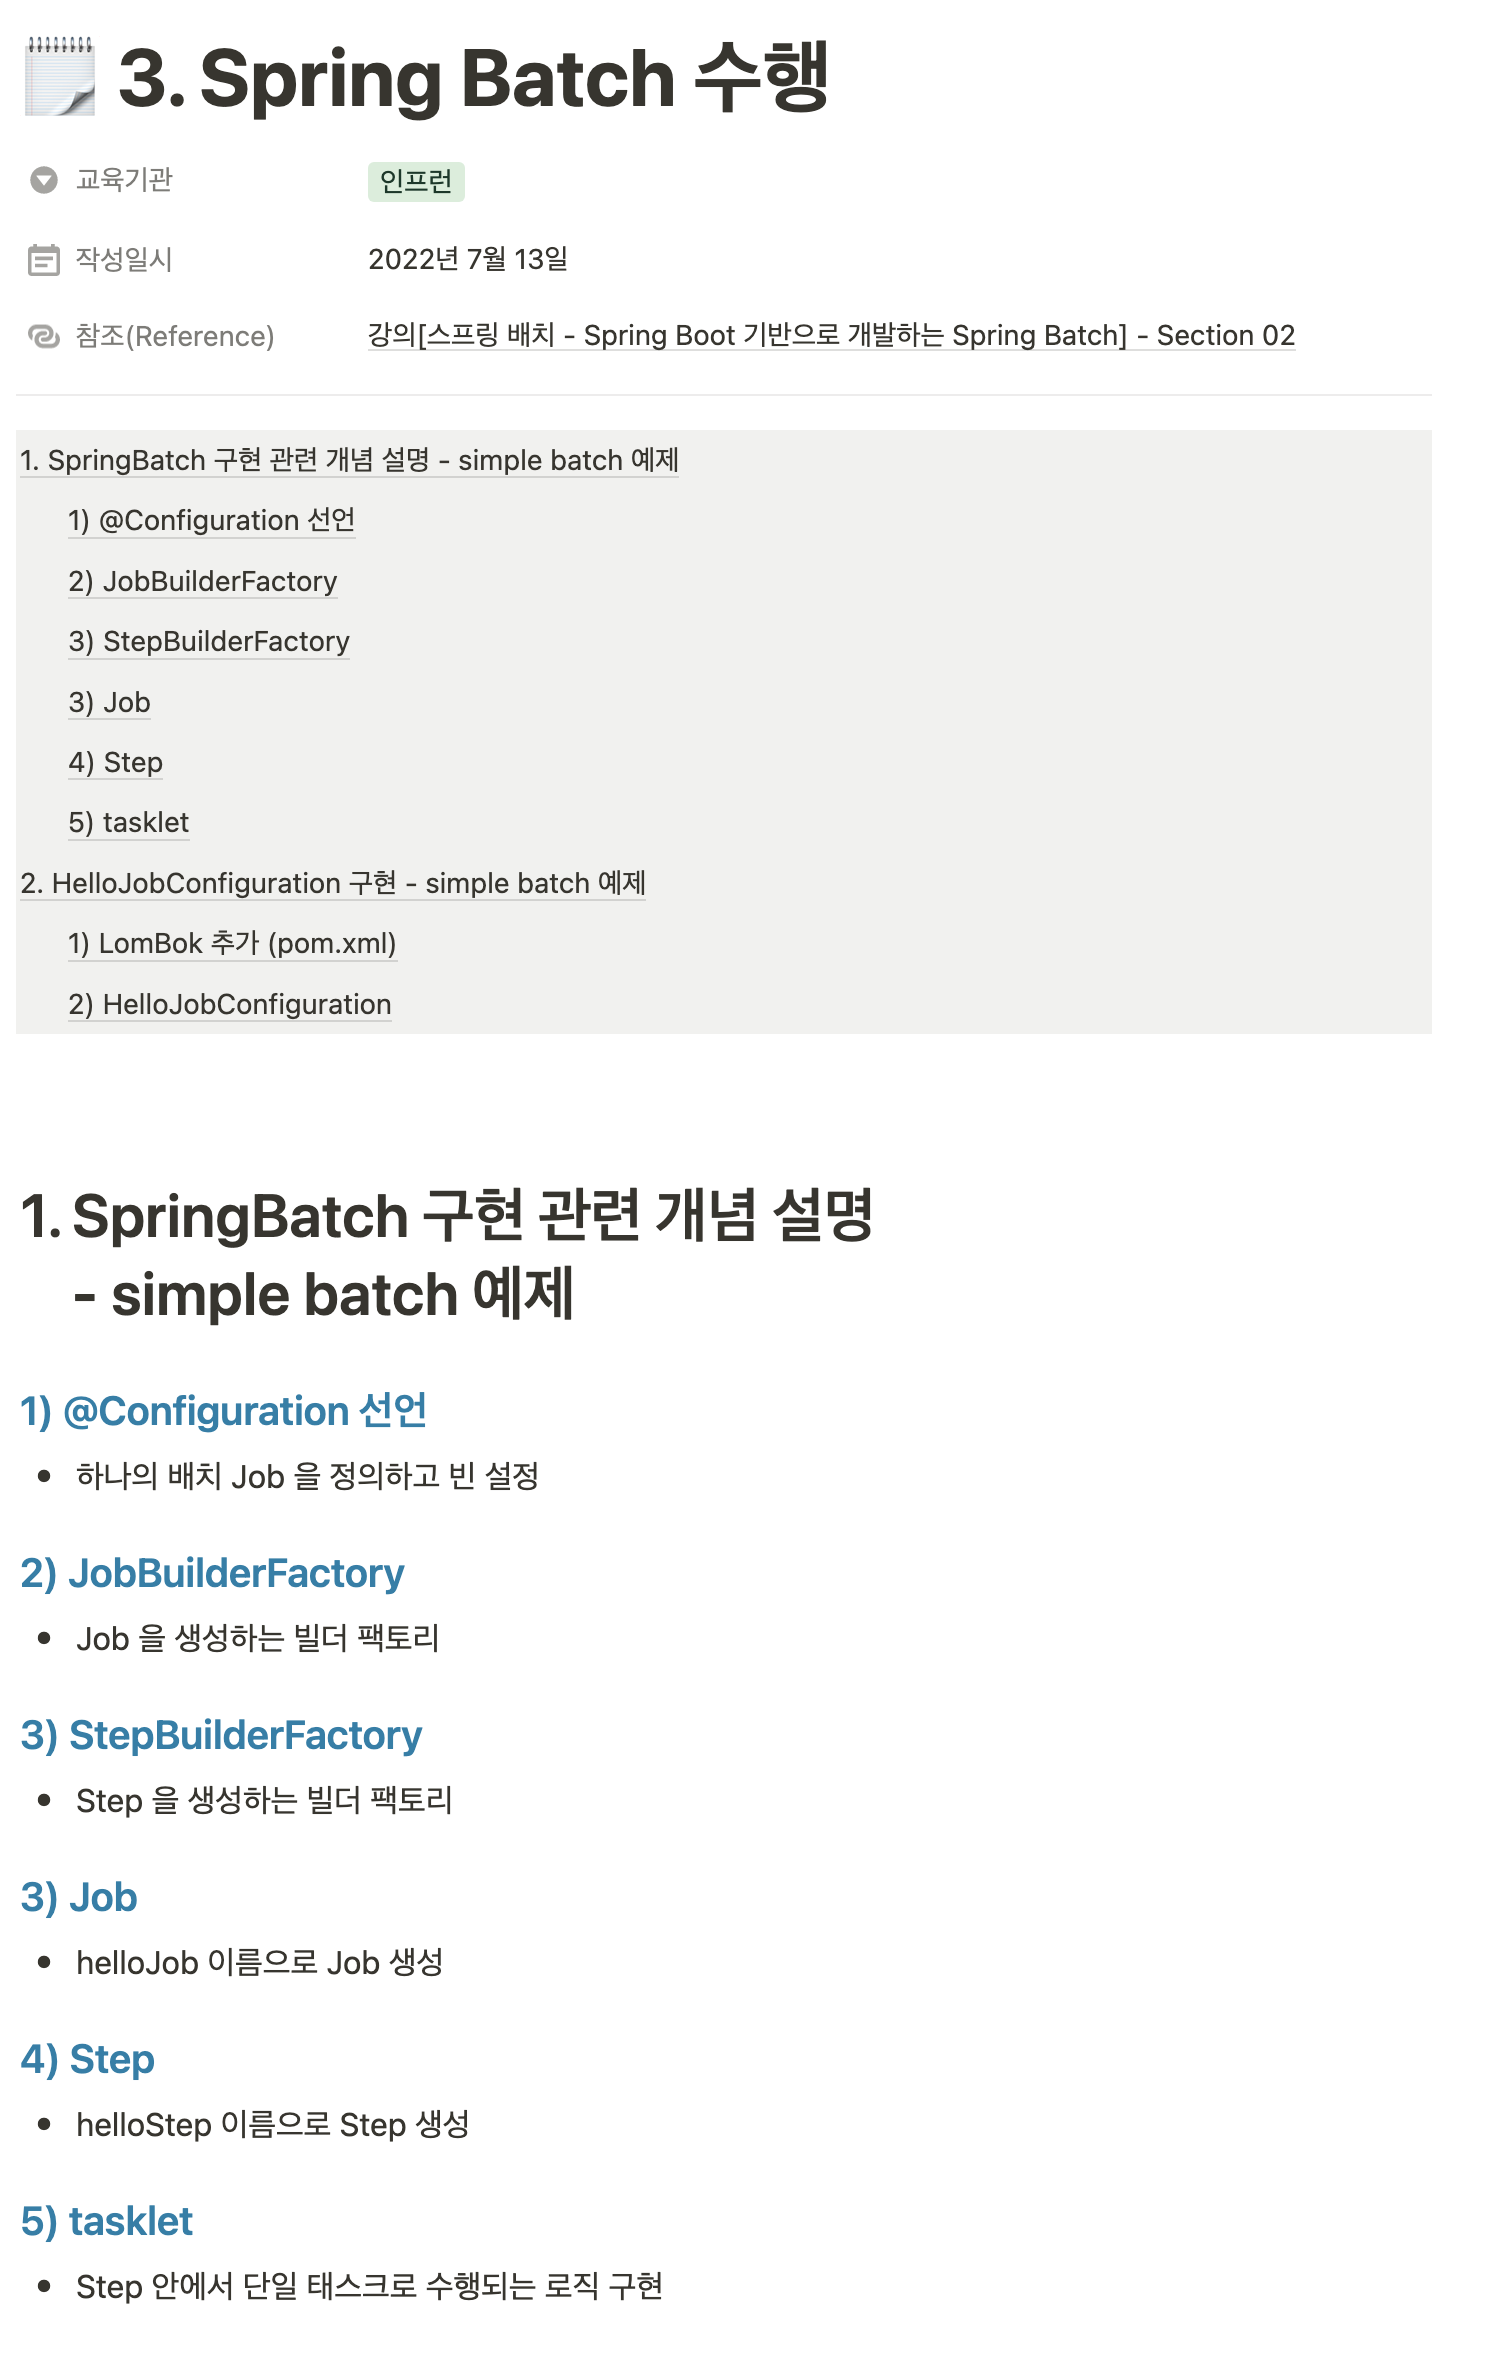 3. Spring Batch 수행
교육기관 인프런
작성일시 2022년 7월 13일
참조(Reference) 강의[스프링 배치 - Spring Boot 기반으로 개발하는 Spring Batch] - Section 02
1. SpringBatch 구현 관련 개념 설명 - simple batch 예제
1) @Configuration 선언
2) JobBuilderFactory
3) StepBuilderFactory
3) Job
4) Step
5) tasklet
2. HelloJobConfiguration 구현 - simple batch 예제
1) LomBok 추가 (pom.xml)
2) HelloJobConfiguration
1. SpringBatch 구현 관련 개념 설명
- simple batch 예제
1) @Configuration 선언
• 하나의 배치 Job 을 정의하고 빈 설정
2) JobBuilderFactory
• Job 을 생성하는 빌더 팩토리
3) StepBuilderFactory
• Step 을 생성하는 빌더 팩토리
3) Job
• helloJob 이름으로 Job 생성
4) Step
• helloStep 이름으로 Step 생성
5) tasklet
• Step 안에서 단일 태스크로 수행되는 로직 구현